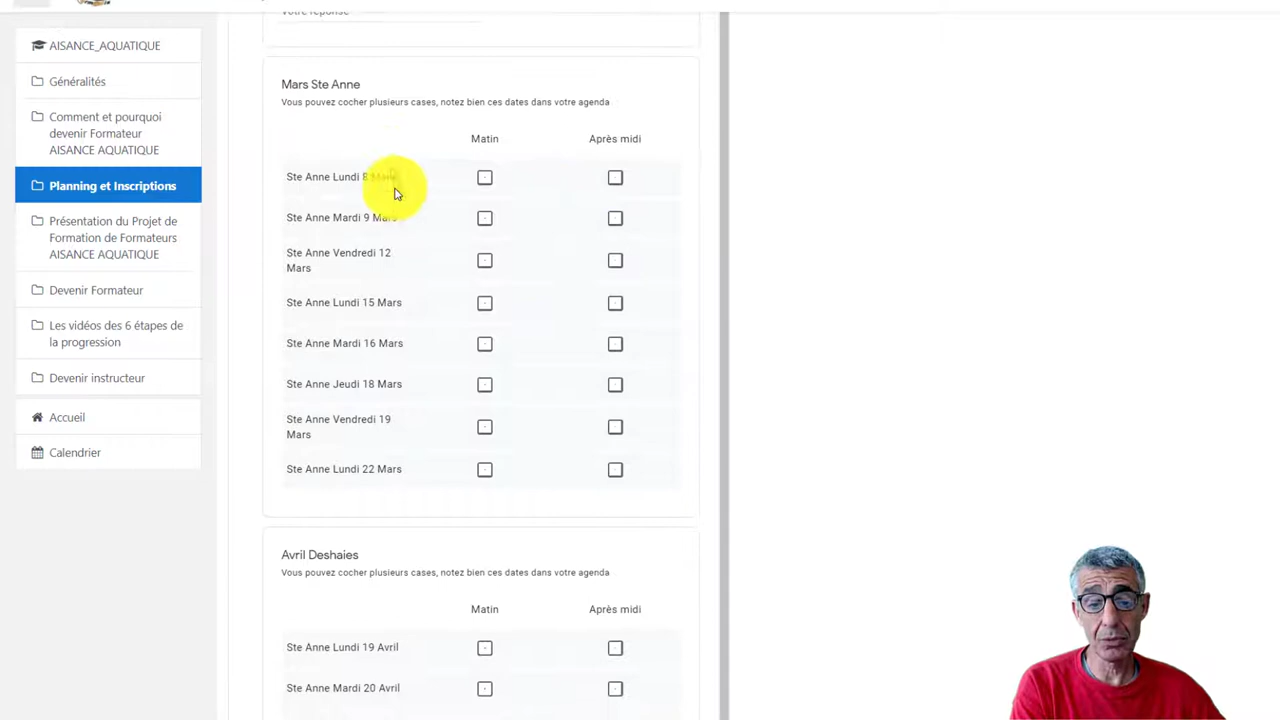 Votre réponse
AISANCE_AQUATIQUE
Généralités
Comment et pourquoi
devenir Formateur
AISANCE AQUATIQUE
Planning et Inscriptions
Présentation du Projet de
Formation de Formateurs
AISANCE AQUATIQUE
Devenir Formateur
Les vidéos des 6 étapes de
la progression
Devenir instructeur
Accueil
Calendrier
Mars Ste Anne
Vous pouvez cocher plusieurs cases, notez bien ces dates dans votre agenda
Matin Après midi
Ste Anne Lundi 8 Mars
Ste Anne Mardi 9 Mars
Ste Anne Vendredi 12
Mars
Ste Anne Lundi 15 Mars
Ste Anne Mardi 16 Mars
Ste Anne Jeudi 18 Mars
Ste Anne Vendredi 19
Mars
Ste Anne Lundi 22 Mars
Avril Deshaies
Vous pouvez cocher plusieurs cases, notez bien ces dates dans votre agenda
Matin Après midi
Ste Anne Lundi 19 Avril
Ste Anne Mardi 20 Avril